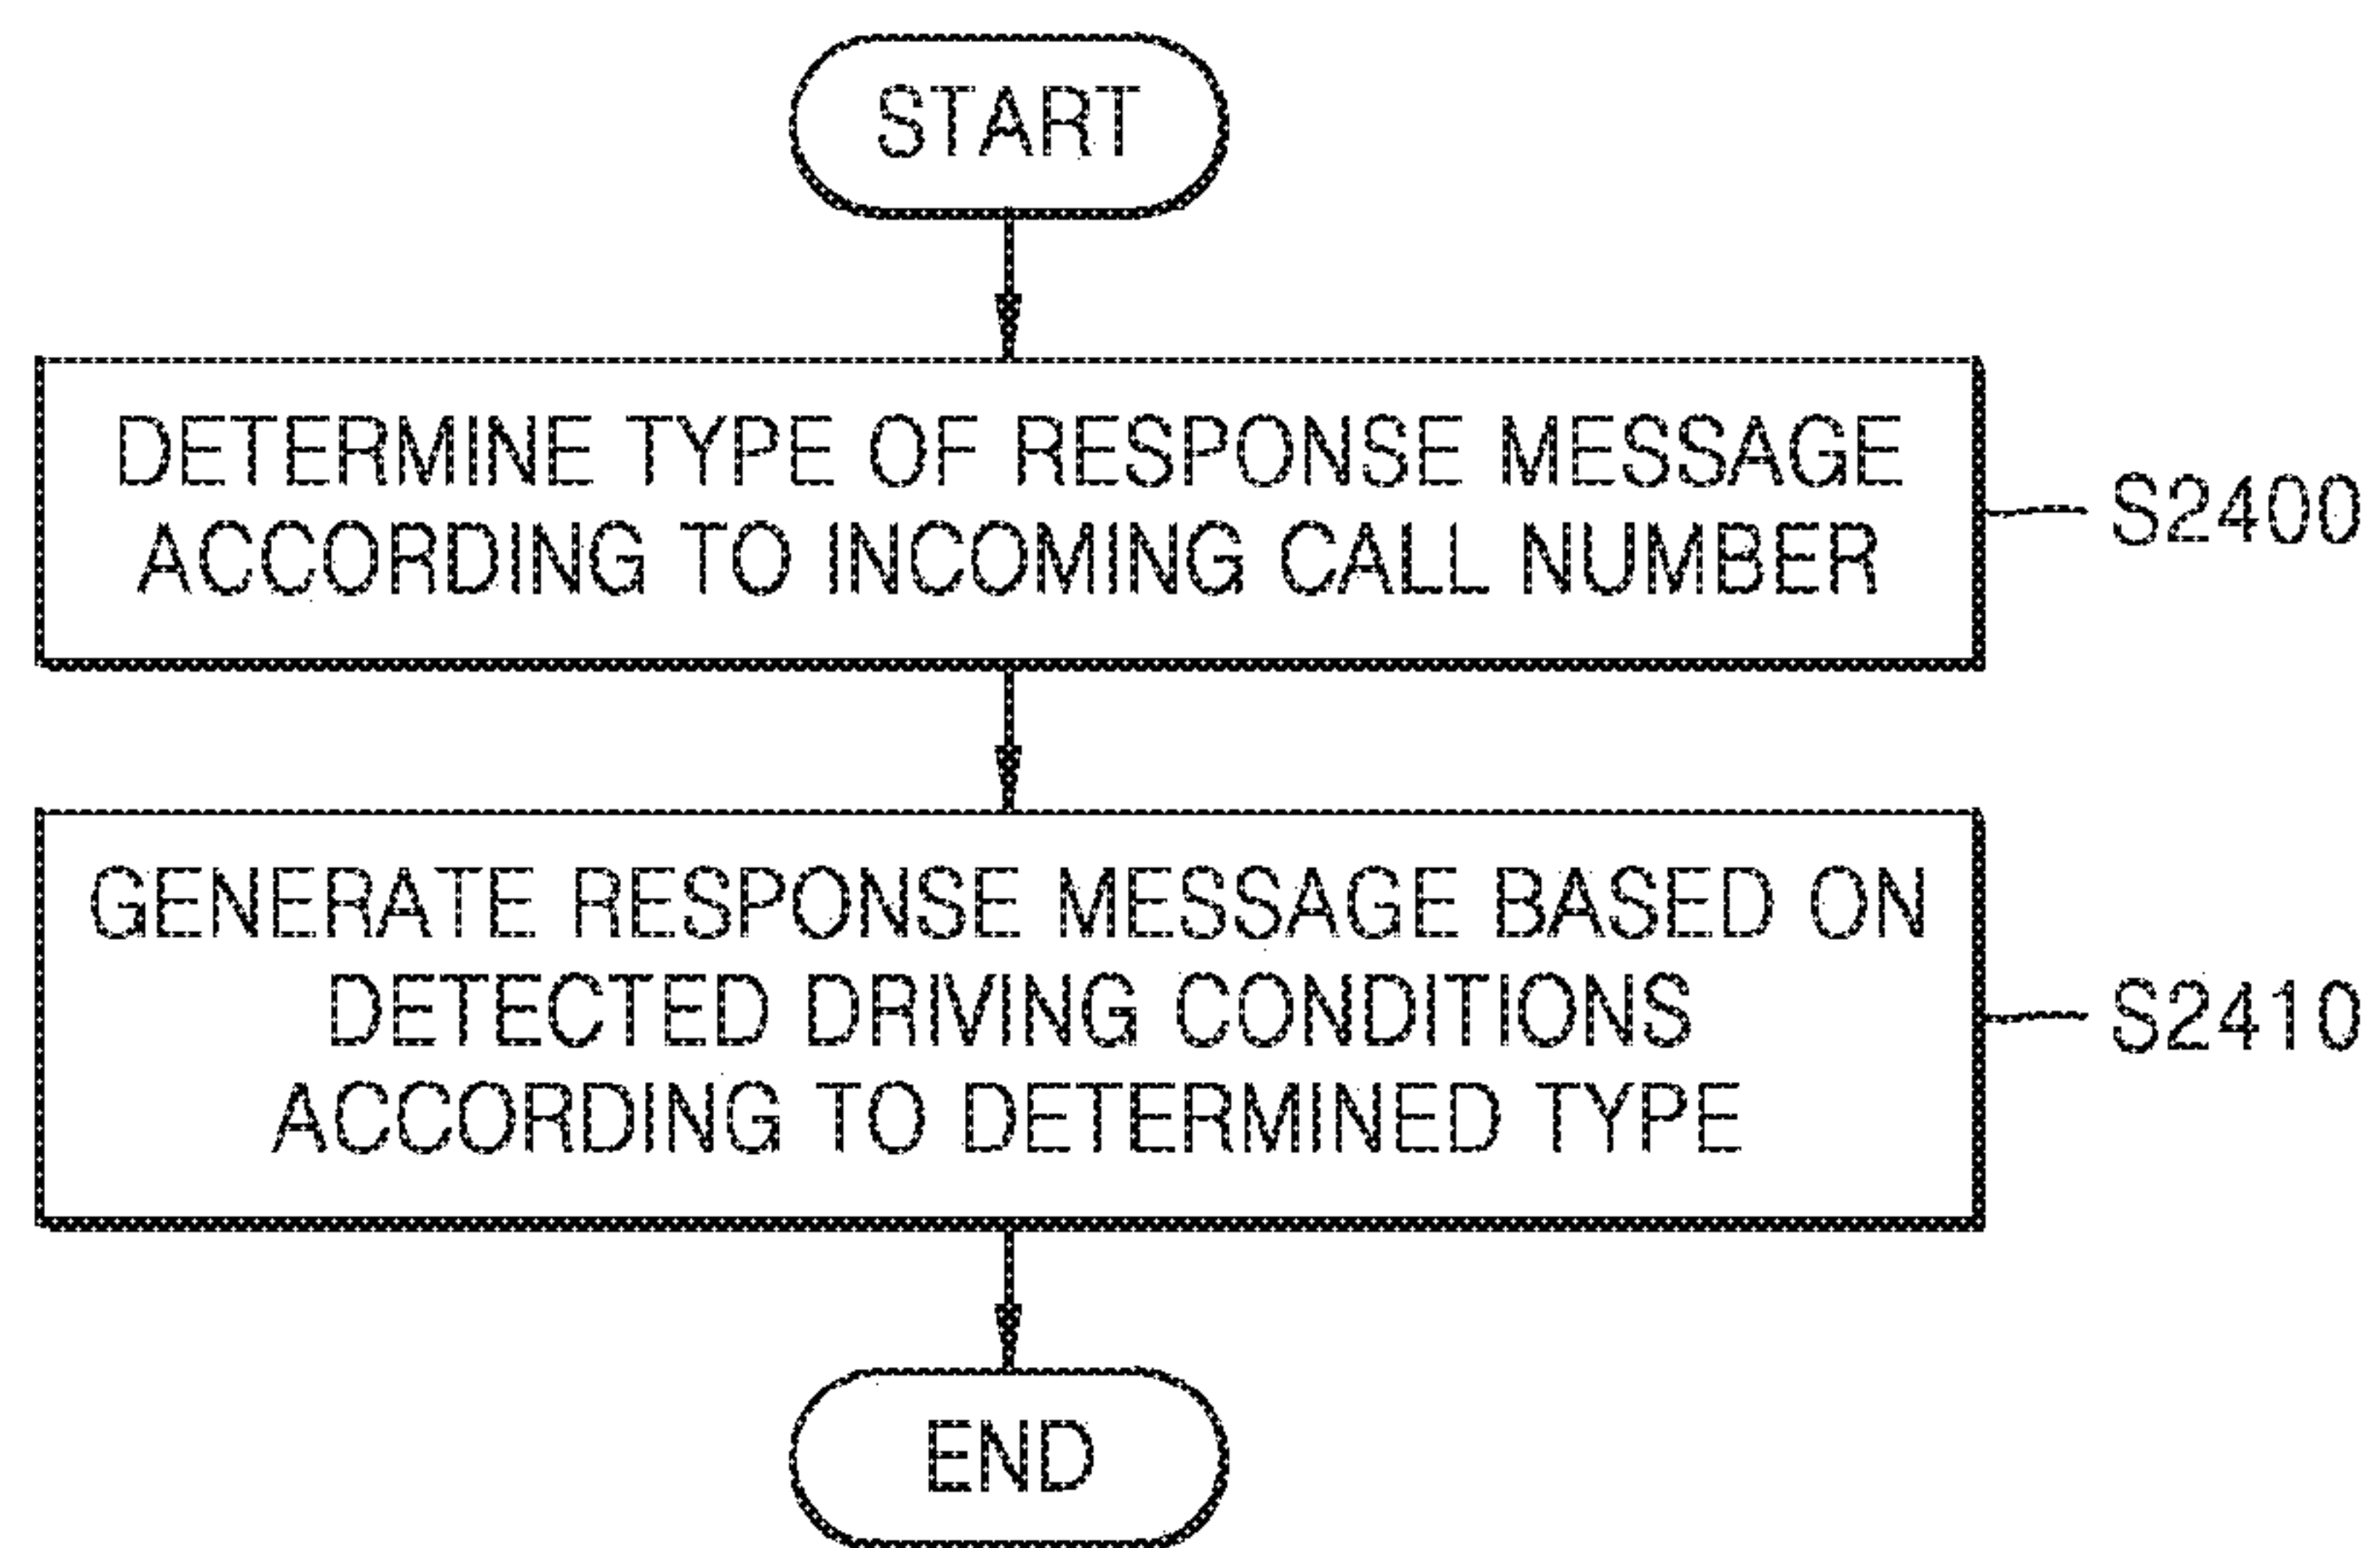 START
DETERMINE TYPE OF RESPONSE MESSAGE
ACCORDING TO INCOMING CALL NUMBER
S2400
GENERATE RESPONSE MESSAGE BASED ON
DETECTED DRIVING CONDITIONS
ACCORDING TO DETERMINED TYPE
S2410
END